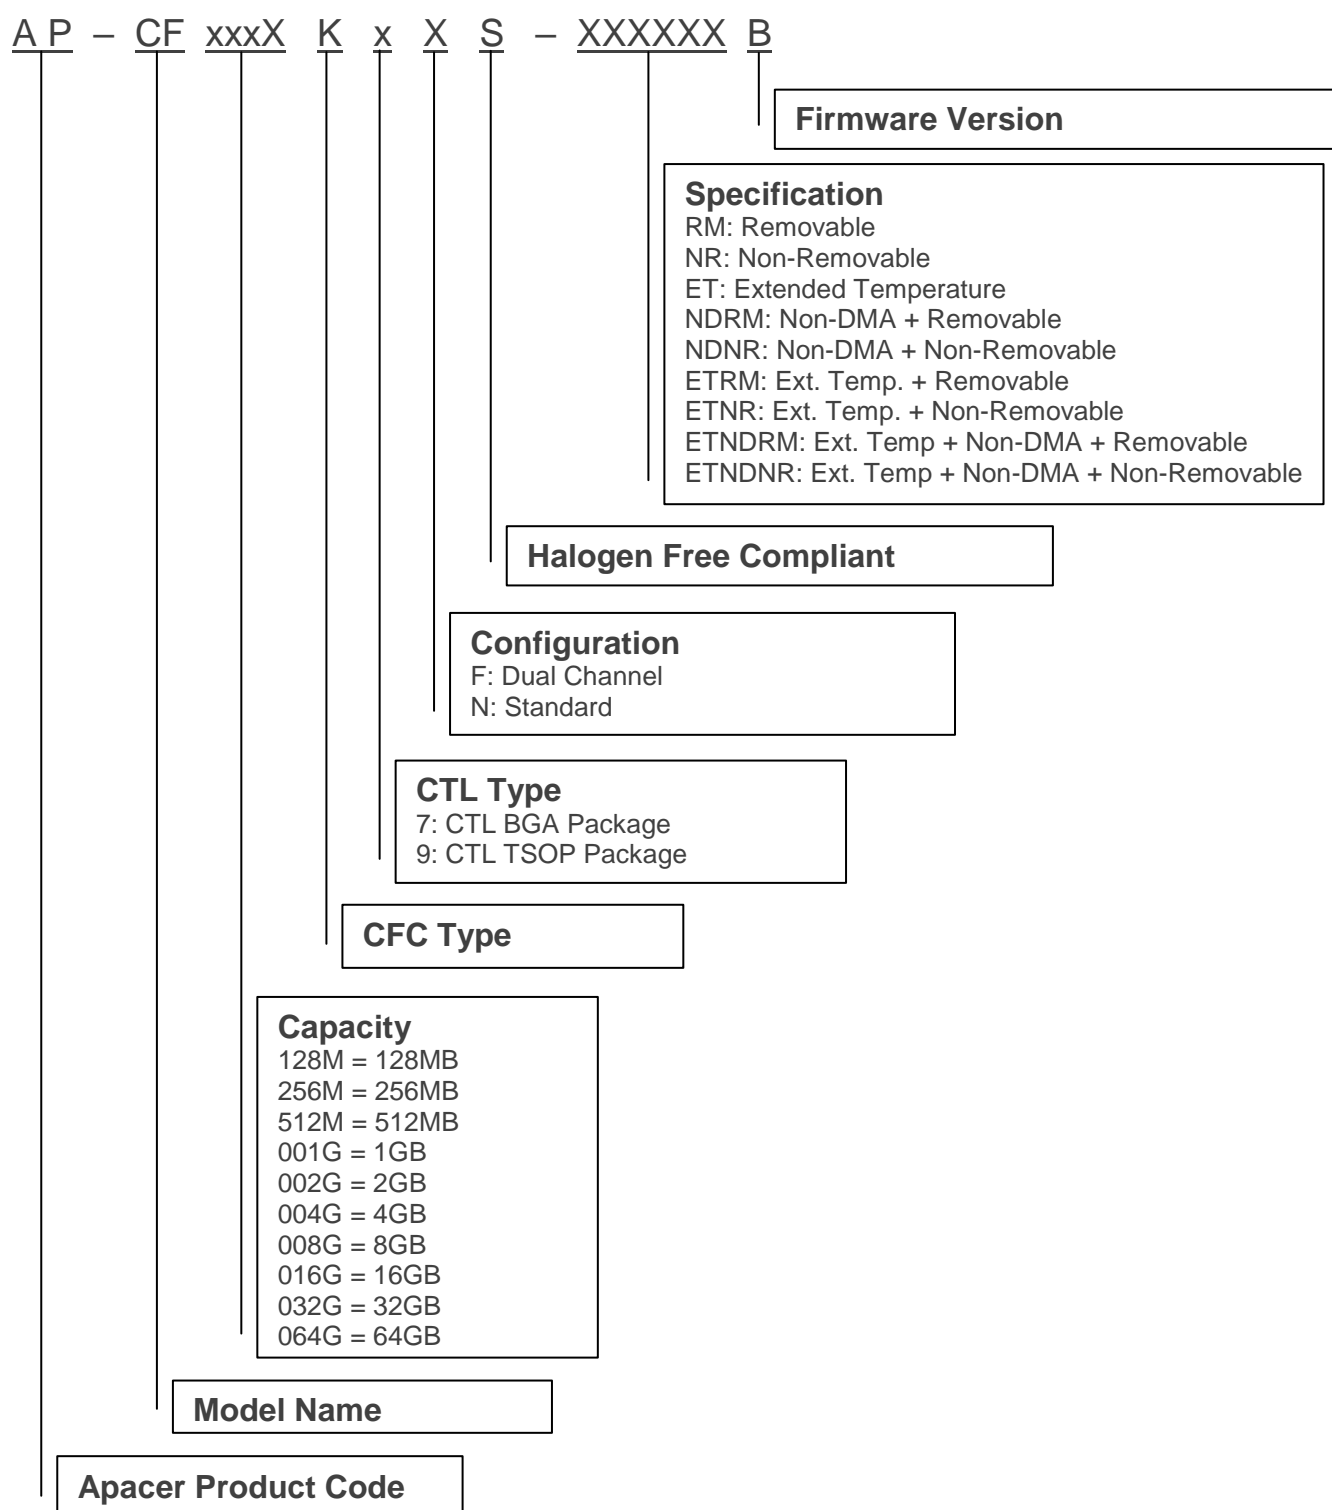 A P – CF xxxX K x X S – XXXXXX B
Firmware Version
Specification
RM: Removable
NR: Non-Removable
ET: Extended Temperature
NDRM: Non-DMA + Removable
NDNR: Non-DMA + Non-Removable
ETRM: Ext. Temp. + Removable
ETNR: Ext. Temp. + Non-Removable
ETNDRM: Ext. Temp + Non-DMA + Removable
ETNDNR: Ext. Temp + Non-DMA + Non-Removable
Halogen Free Compliant
Configuration
F: Dual Channel
N: Standard
CTL Type
7: CTL BGA Package
9: CTL TSOP Package
CFC Type
Capacity
128M = 128MB
256M = 256MB
512M = 512MB
001G = 1GB
002G = 2GB
004G = 4GB
008G = 8GB
016G = 16GB
032G = 32GB
064G = 64GB
Model Name
Apacer Product Code